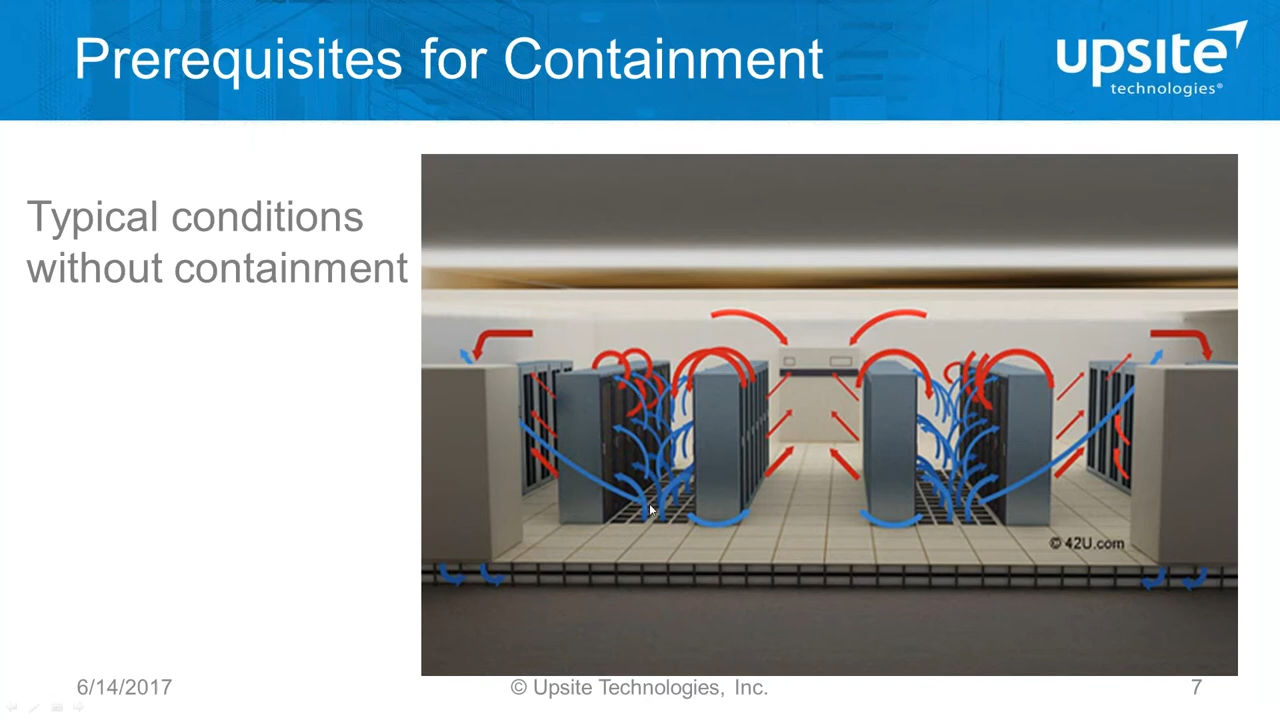 Prerequisites for Containment
upsite
technologies®
Typical conditions
without containment
© 42U.com
6/14/2017
© Upsite Technologies, Inc.
7